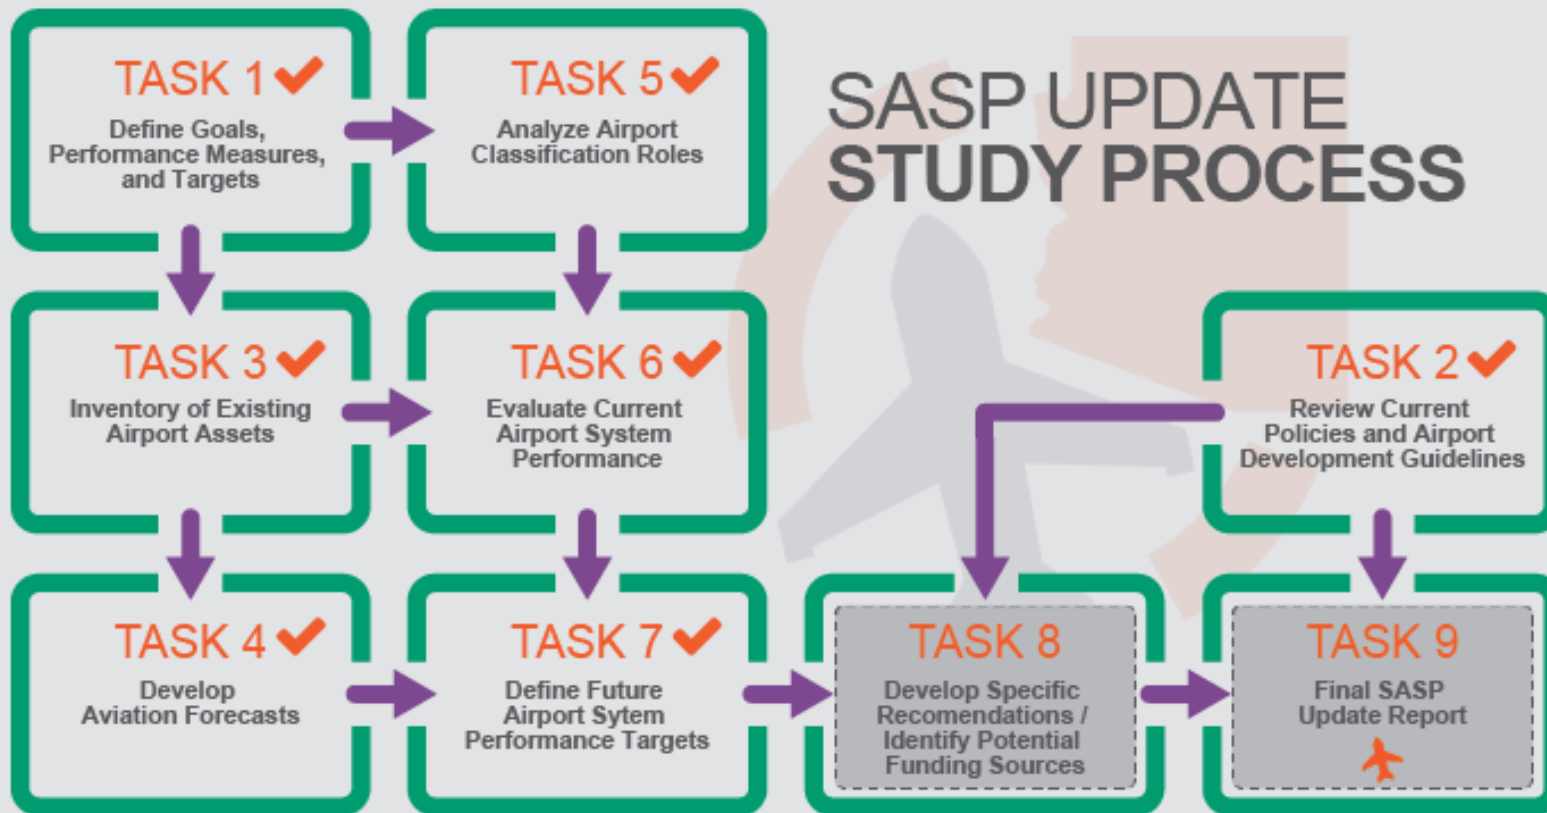 SASP UPDATE
STUDY PROCESS
TASK 1
Define Goals,
Performance Measures,
and Targets
TASK 5
Analyze Airport
Classification Roles
TASK 3
Inventory of Existing
Airport Assets
TASK 6
Evaluate Current
Airport System
Performance
TASK 2
Review Current
Policies and Airport
Development Guidelines
TASK 4
Develop
Aviation Forecasts
TASK 7
Define Future
Airport Sytem
Performance Targets
TASK 8
Develop Specific
Recomendations /
Identify Potential
Funding Sources
TASK 9
Final SASP
Update Report